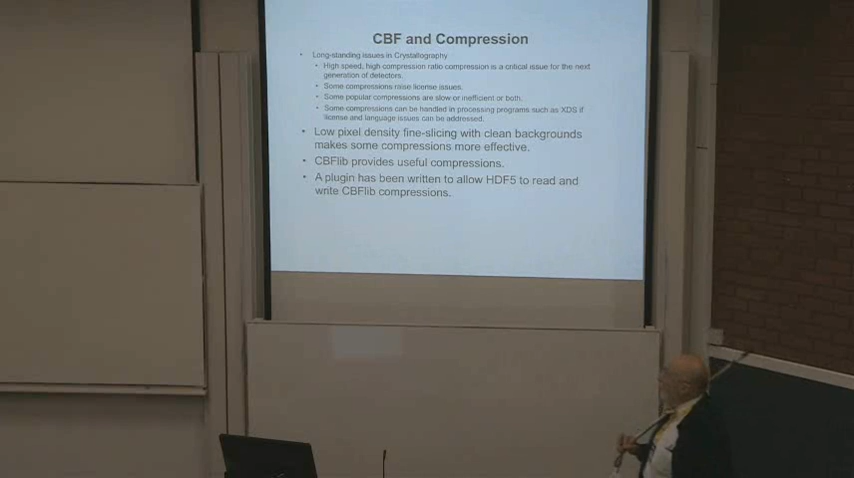 CBF and Compression
• Long-standing issues in Crystallography
• High speed, high compression ratio compression is a critical issue for the next
generation of detectors.
• Some compressions raise license issues.
• Some popular compressions are slow or inefficient or both.
• Some compressions can be handled in processing programs such as XDS if
license and language issues can be addressed.
• Low pixel density fine-slicing with clean backgrounds
makes some compressions more effective.
• CBFlib provides useful compressions.
• A plugin has been written to allow HDF5 to read and
write CBFlib compressions.